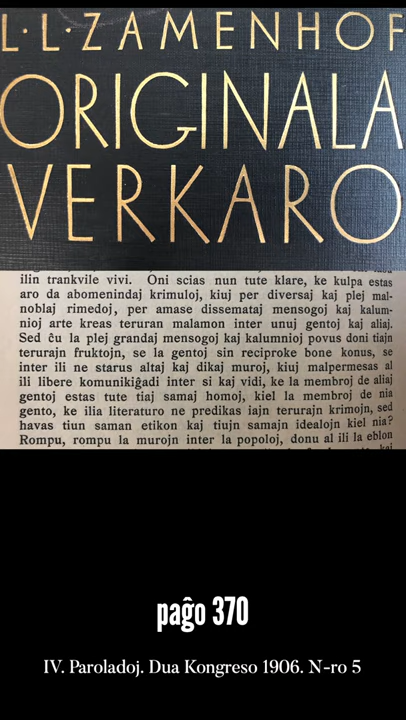 L·L·ZAMENHOF
ORIGINALA
VERKARO
ilin trankvile vivi. Oni scias nun tute klare, ke kulpa estas
aro da abomenindaj krimuloj, kiuj per diversaj kaj plej mal-
noblaj rimedoj, per amase dissemataj mensogoj kaj kalum-
nioj arte kreas teruran malamon inter unuj gentoj kaj aliaj.
Sed ĉu la plej grandaj mensogoj kaj kalumnioj povus doni tiajn
terurajn fruktojn, se la gentoj sin reciproke bone konus, se
inter ili ne starus altaj kaj dikaj muroj, kiuj malpermesas al
ili libere komunikiĝadi inter si kaj vidi, ke la membroj de aliaj
gentoj estas tute tiaj samaj homoj, kiel la membroj de nia
gento, ke ilia literaturo ne predikas iajn terurajn krimojn, sed
havas tiun saman etikon kaj tiujn samajn idealojn kiel nia?
Rompu, rompu la murojn inter la popoloj, donu al ili la eblon
paĝo 370
IV. Paroladoj. Dua Kongreso 1906. N-ro 5